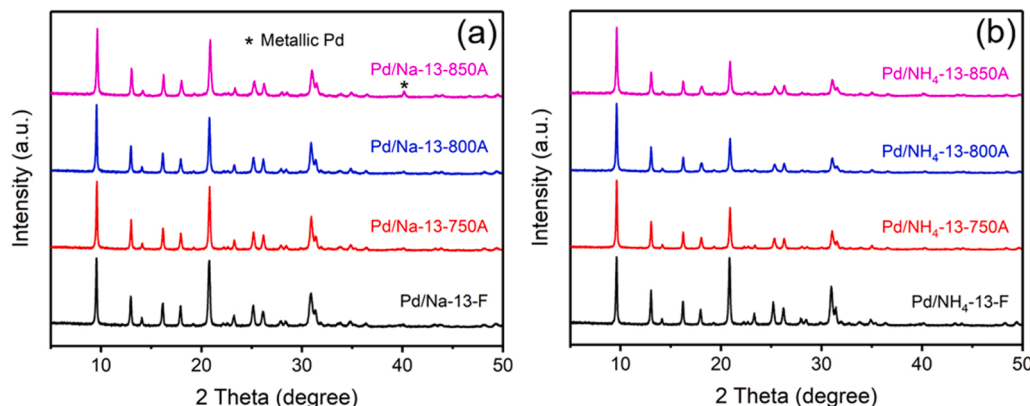 (a)
* Metallic Pd
Pd/Na-13-850A
*
Pd/Na-13-800A
Pd/Na-13-750A
Pd/Na-13-F
Intensity (a.u.)
10 20 30 40 50
2 Theta (degree)
(b)
Pd/NH₄-13-850A
Pd/NH₄-13-800A
Pd/NH₄-13-750A
Pd/NH₄-13-F
Intensity (a.u.)
10 20 30 40 50
2 Theta (degree)